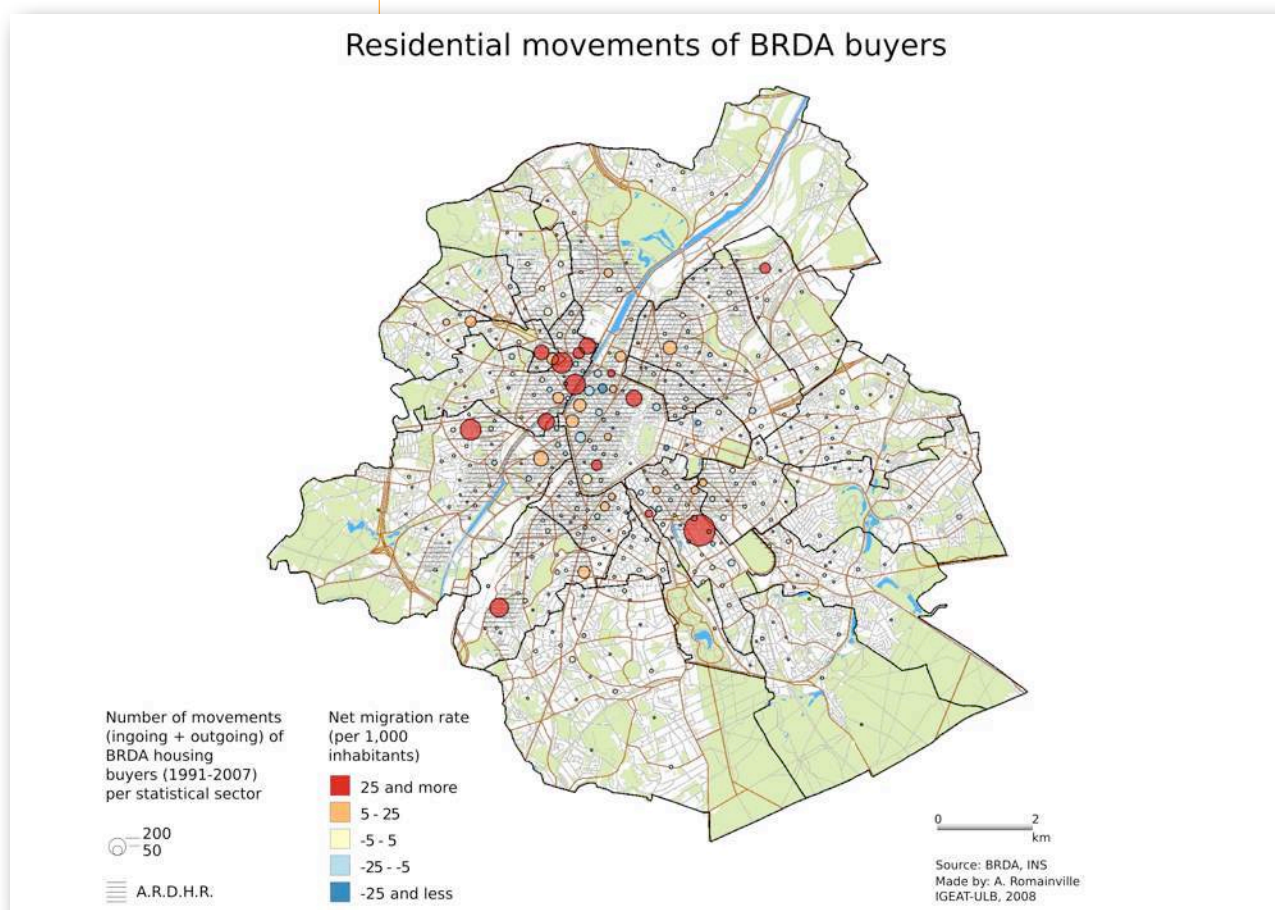 Residential movements of BRDA buyers
Number of movements
(ingoing + outgoing) of
BRDA housing
buyers (1991-2007)
per statistical sector
200
50
A.R.D.H.R.
Net migration rate
(per 1,000
inhabitants)
25 and more
5 - 25
-5 - 5
-25 - -5
-25 and less
0 2
km
Source: BRDA, INS
Made by: A. Romainville
IGEAT-ULB, 2008